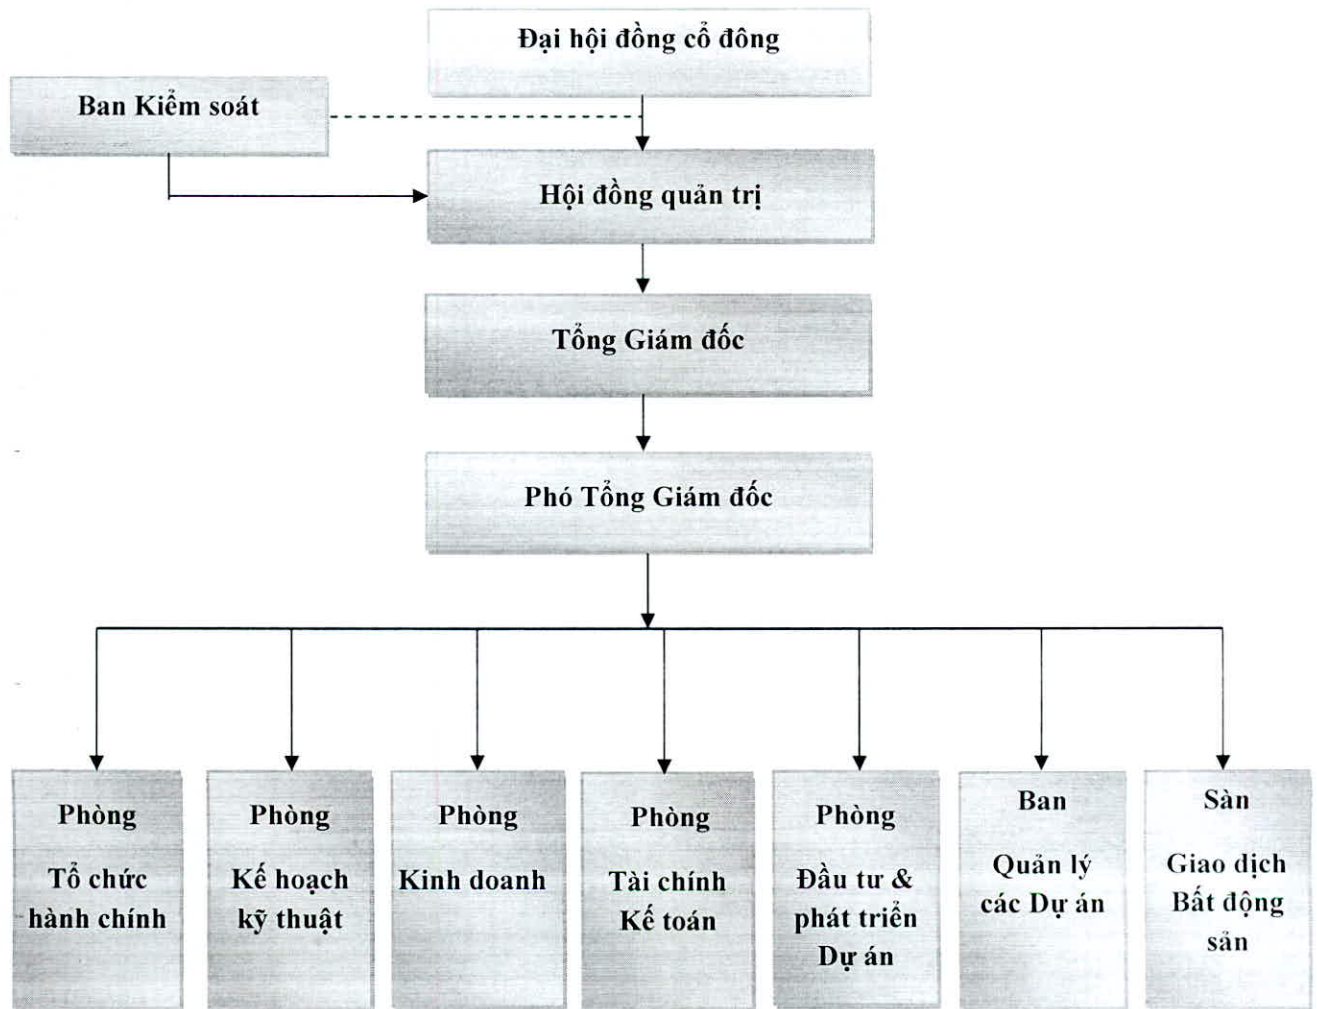 Đại hội đồng cổ đông
Ban Kiểm soát
Hội đồng quản trị
Tổng Giám đốc
Phó Tổng Giám đốc
Phòng
Tổ chức
hành chính
Phòng
Kế hoạch
kỹ thuật
Phòng
Kinh doanh
Phòng
Tài chính
Kế toán
Phòng
Đầu tư &
phát triển
Dự án
Ban
Quản lý
các Dự án
Sàn
Giao dịch
Bất động
sản